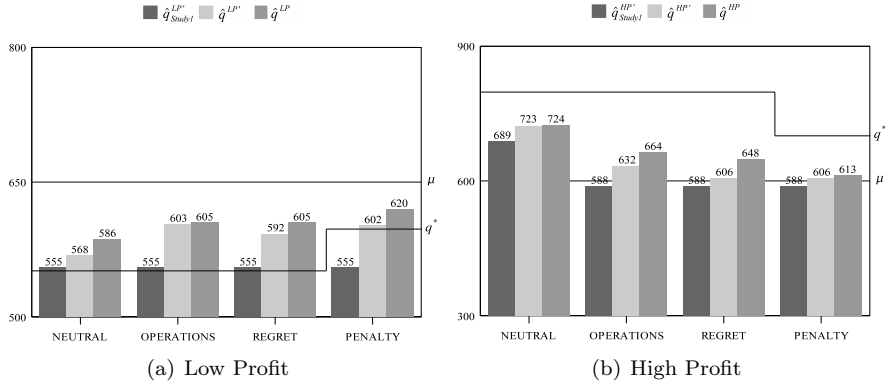 q̂^{LP'}_{Study1} q̂^{LP'} q̂^{LP}
800
650
500
μ
q*
555 568 586
555 603 605
555 592 605
555 602 620
NEUTRAL OPERATIONS REGRET PENALTY
(a) Low Profit
q̂^{HP'}_{Study1} q̂^{HP'} q̂^{HP}
900
600
300
q*
μ
689 723 724
588 632 664
588 606 648
588 606 613
NEUTRAL OPERATIONS REGRET PENALTY
(b) High Profit